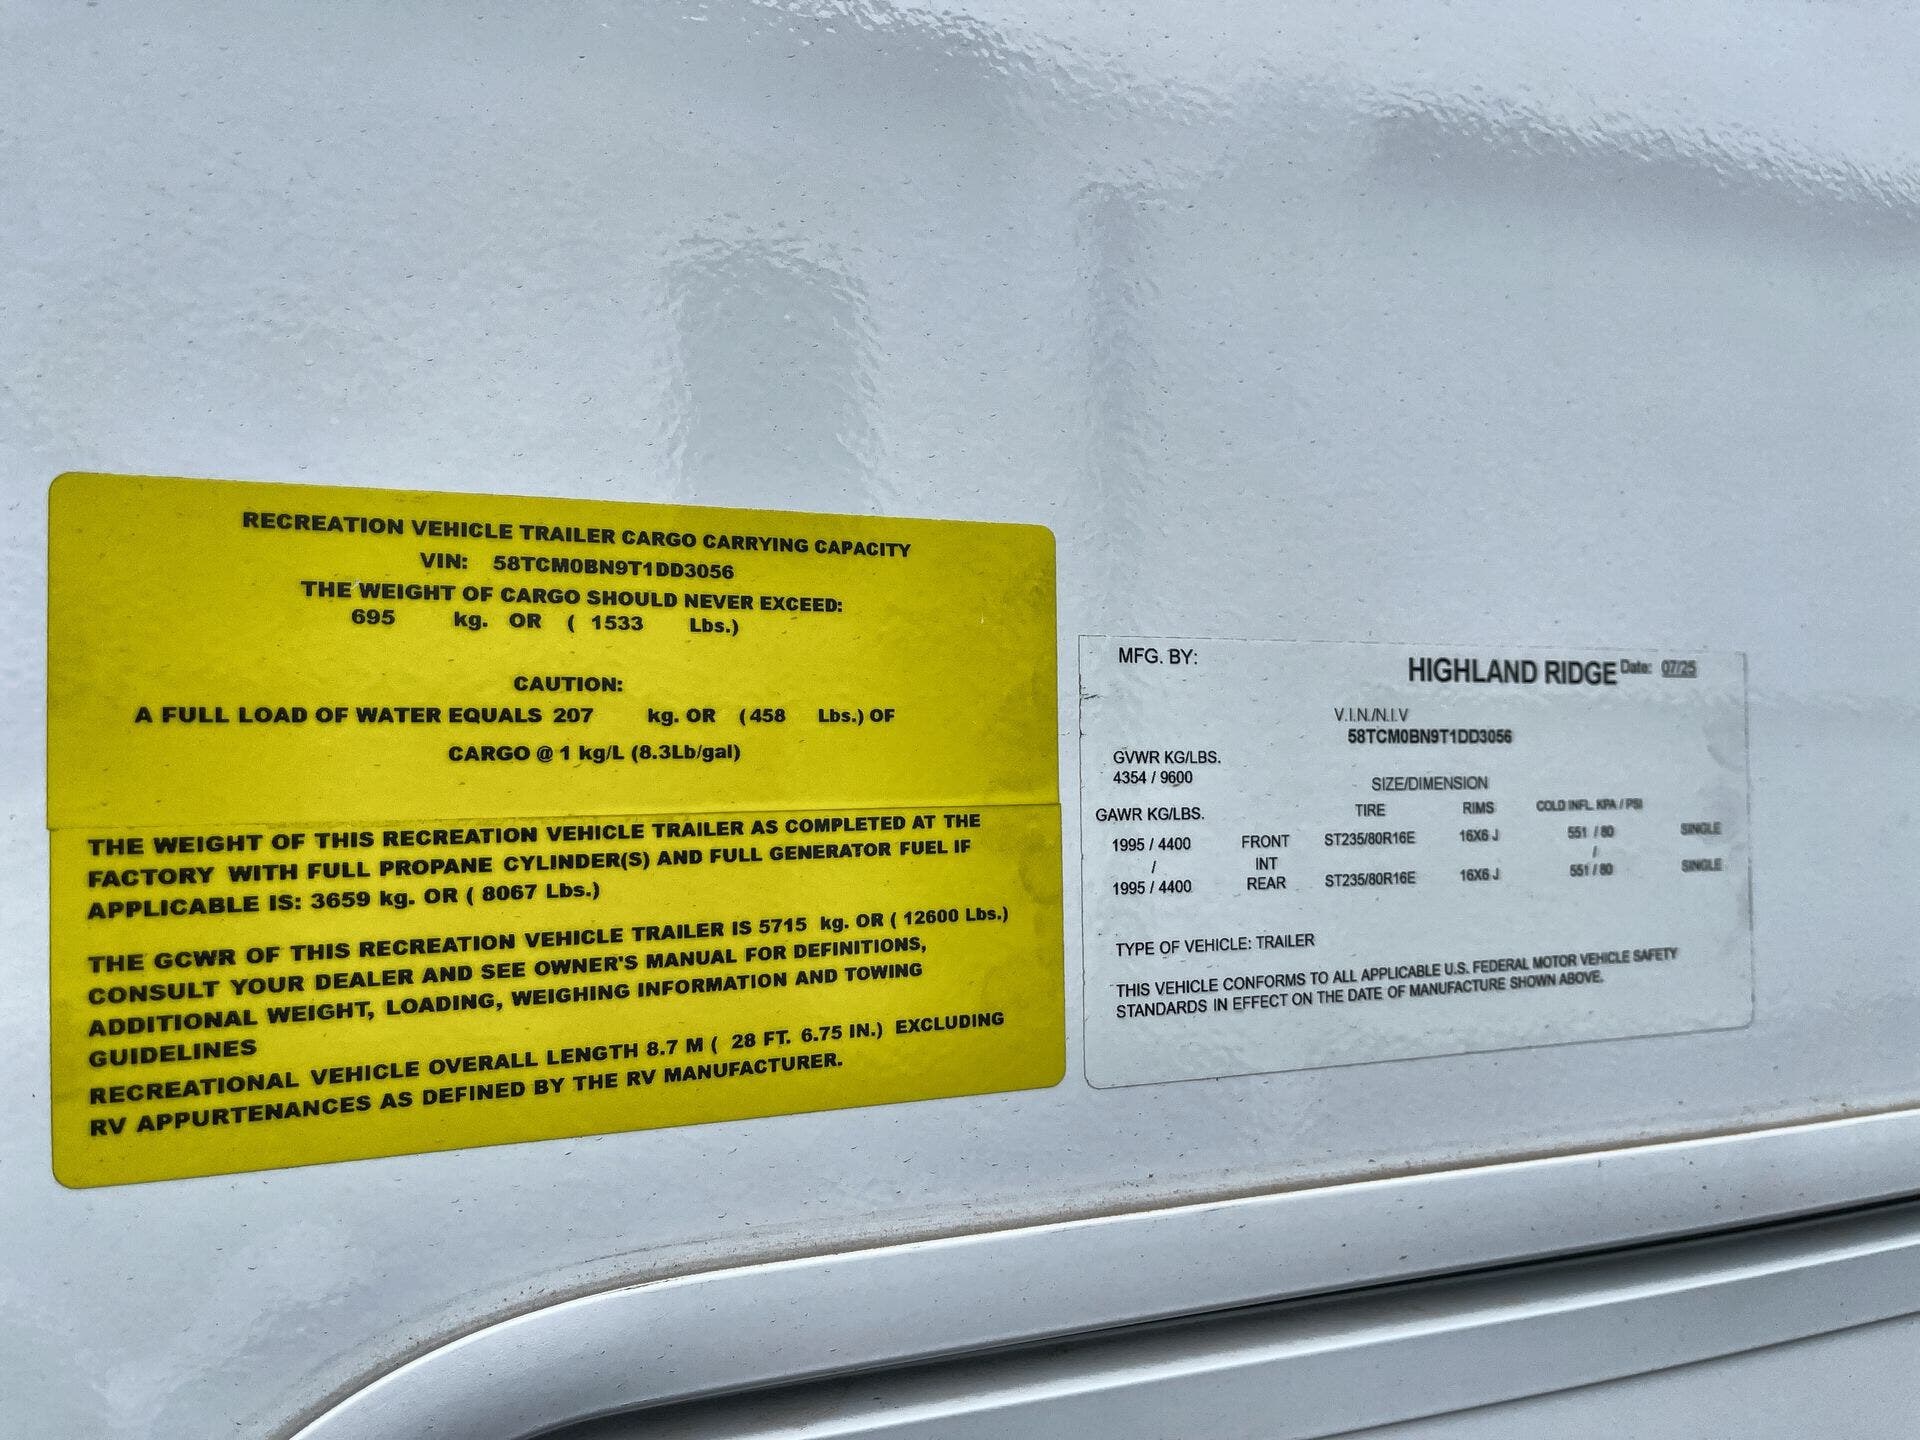 RECREATION VEHICLE TRAILER CARGO CARRYING CAPACITY
VIN: 58TCM0BN9T1DD3056
THE WEIGHT OF CARGO SHOULD NEVER EXCEED:
695 kg. OR ( 1533 Lbs.)
CAUTION:
A FULL LOAD OF WATER EQUALS 207 kg. OR (458 Lbs.) OF
CARGO @ 1 kg/L (8.3Lb/gal)
THE WEIGHT OF THIS RECREATION VEHICLE TRAILER AS COMPLETED AT THE
FACTORY WITH FULL PROPANE CYLINDER(S) AND FULL GENERATOR FUEL IF
APPLICABLE IS: 3659 kg. OR ( 8067 Lbs.)
THE GCWR OF THIS RECREATION VEHICLE TRAILER IS 5715 kg. OR ( 12600 Lbs.)
CONSULT YOUR DEALER AND SEE OWNER'S MANUAL FOR DEFINITIONS,
ADDITIONAL WEIGHT, LOADING, WEIGHING INFORMATION AND TOWING
GUIDELINES
RECREATIONAL VEHICLE OVERALL LENGTH 8.7 M ( 28 FT. 6.75 IN.) EXCLUDING
RV APPURTENANCES AS DEFINED BY THE RV MANUFACTURER.
MFG. BY: HIGHLAND RIDGE Date: 07/25
V.I.N./N.I.V
58TCM0BN9T1DD3056
GVWR KG/LBS.
4354 / 9600
SIZE/DIMENSION
GAWR KG/LBS. TIRE RIMS COLD INFL. KPA / PSI
1995 / 4400 FRONT ST235/80R16E 16X6 J 551 / 80 SINGLE
/ INT /
1995 / 4400 REAR ST235/80R16E 16X6 J 551 / 80 SINGLE
TYPE OF VEHICLE: TRAILER
THIS VEHICLE CONFORMS TO ALL APPLICABLE U.S. FEDERAL MOTOR VEHICLE SAFETY
STANDARDS IN EFFECT ON THE DATE OF MANUFACTURE SHOWN ABOVE.